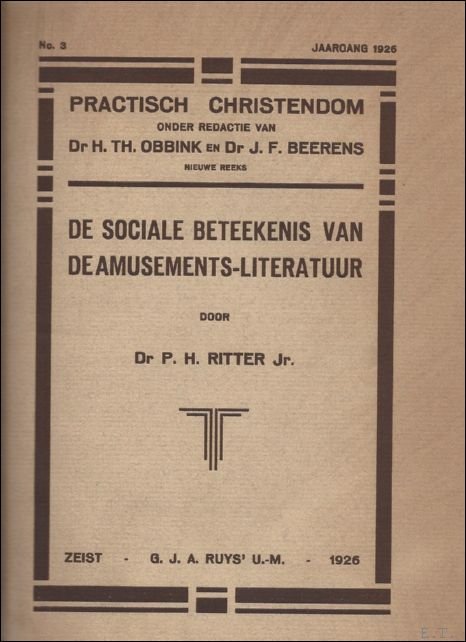 No. 3 JAARGANG 1926
PRACTISCH CHRISTENDOM
ONDER REDACTIE VAN
Dr H. TH. OBBINK EN Dr J. F. BEERENS
NIEUWE REEKS
DE SOCIALE BETEEKENIS VAN
DE AMUSEMENTS-LITERATUUR
DOOR
Dr P. H. RITTER Jr.
ZEIST - G. J. A. RUYS' U.-M. - 1926
E.T.